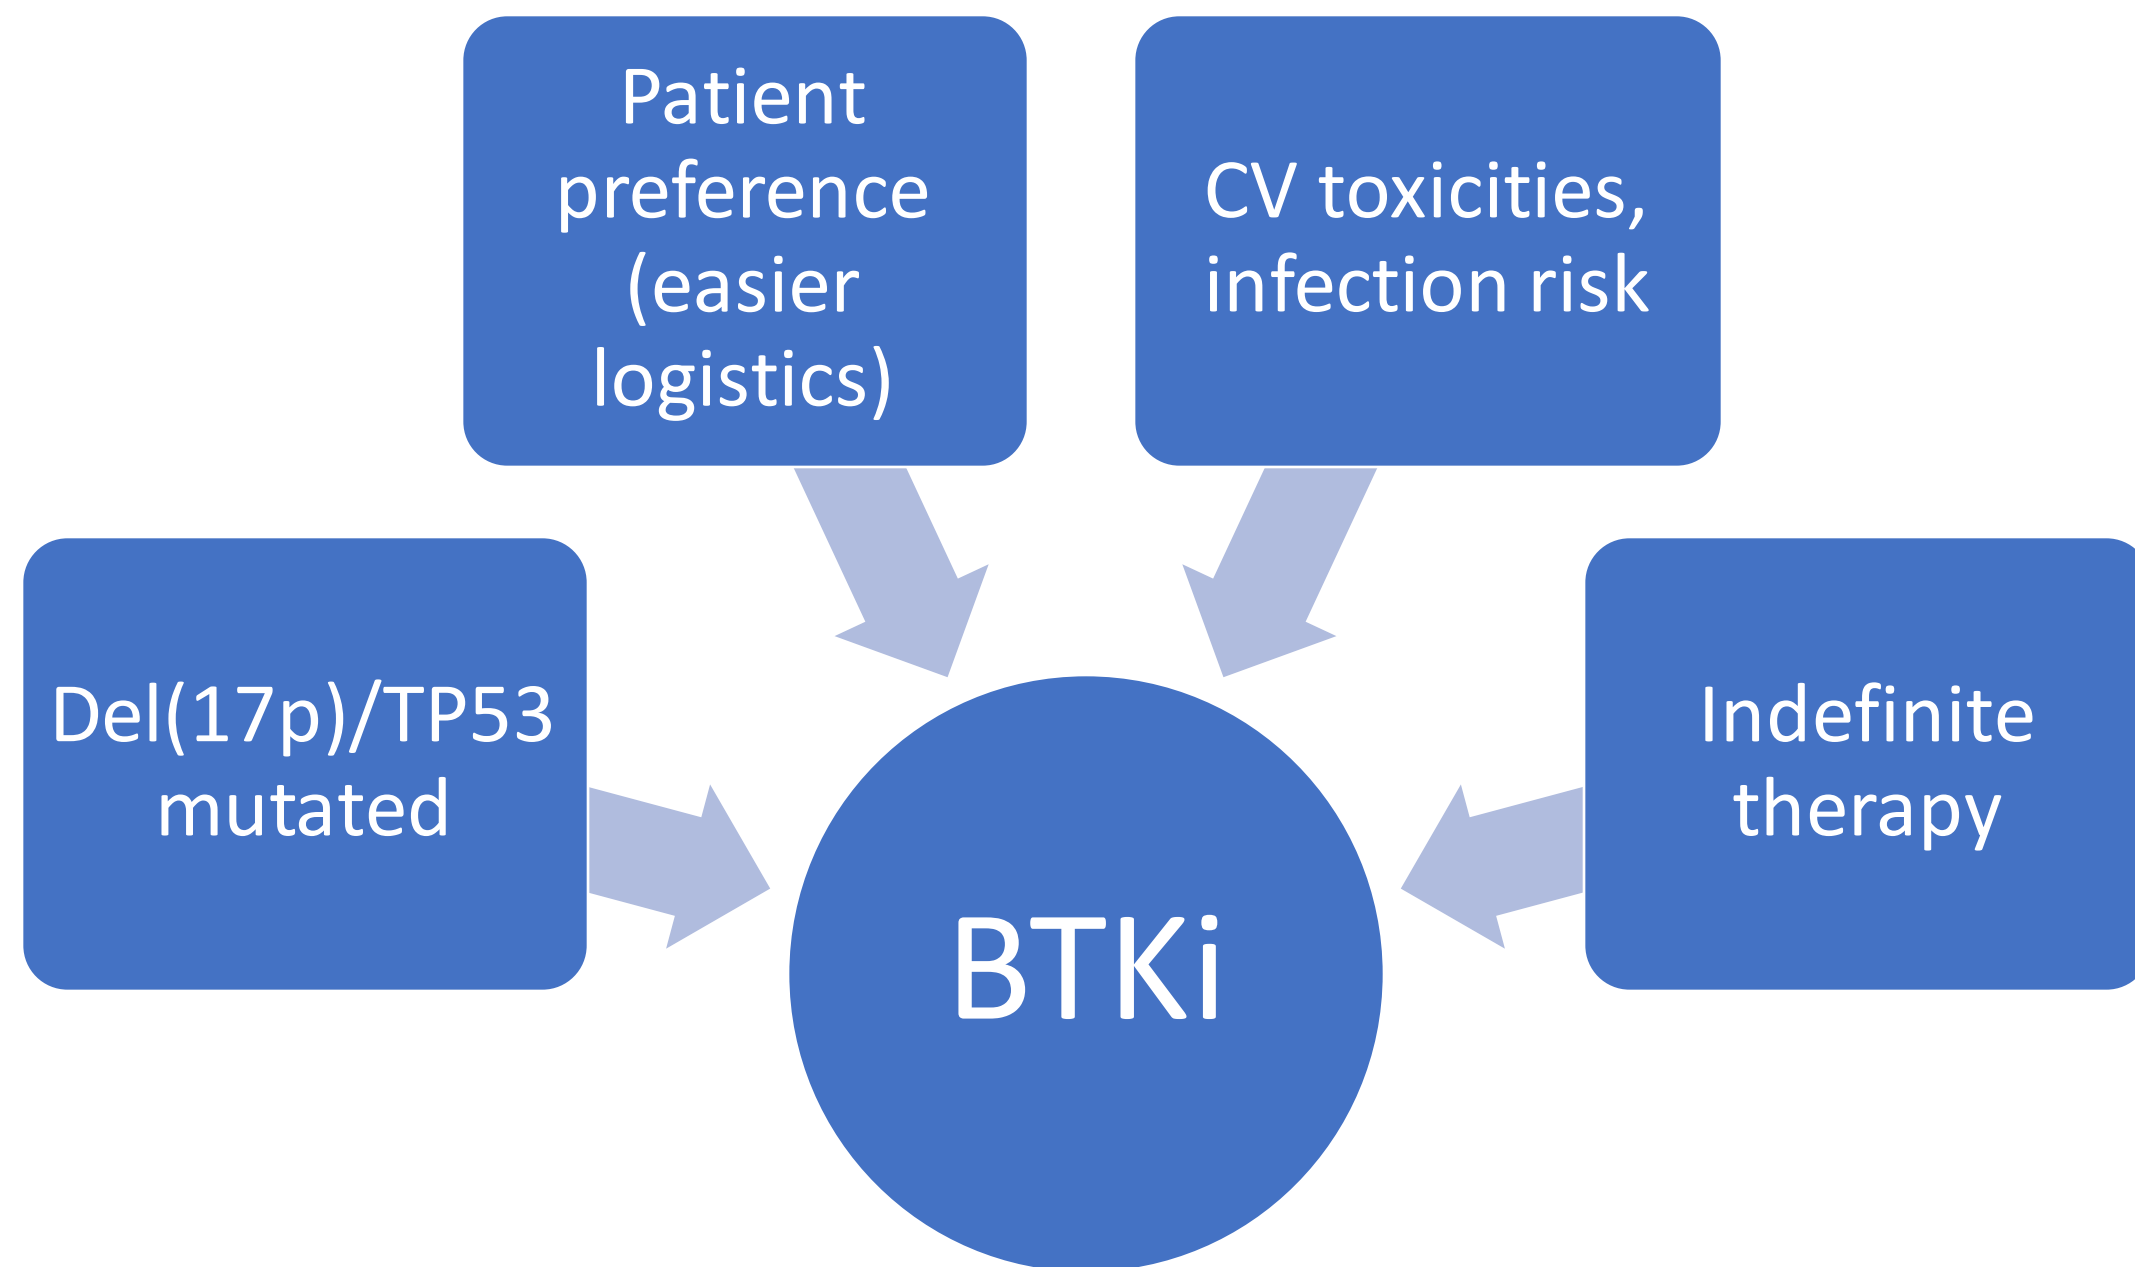 Patient
preference
(easier
logistics)
CV toxicities,
infection risk
Del(17p)/TP53
mutated
Indefinite
therapy
BTKi